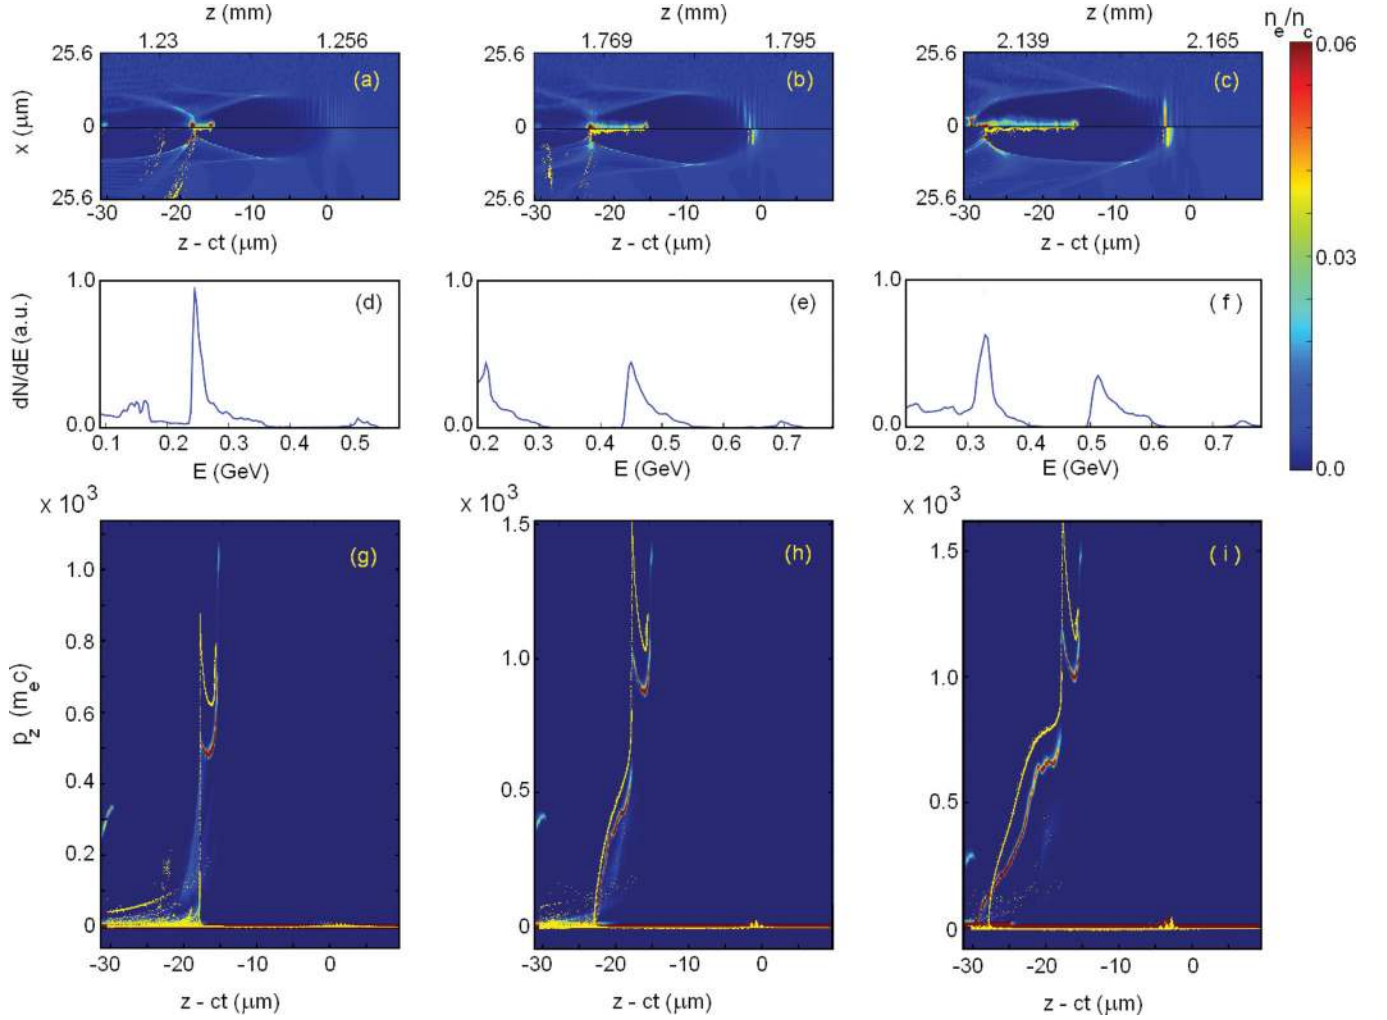 z (mm) z (mm) z (mm) n_e/n_c
1.23 1.256 1.769 1.795 2.139 2.165 0.06
25.6 (a) 25.6 (b) 25.6 (c)
x (μm) 0 0 0
25.6 25.6 25.6
-30 -20 -10 0 -30 -20 -10 0 -30 -20 -10 0
z - ct (μm) z - ct (μm) z - ct (μm) 0.03
1.0 (d) 1.0 (e) 1.0 (f)
dN/dE (a.u.)
0.0 0.0 0.0
0.1 0.2 0.3 0.4 0.5 0.2 0.3 0.4 0.5 0.6 0.7 0.2 0.3 0.4 0.5 0.6 0.7
E (GeV) E (GeV) E (GeV) 0.0
x 10³ x 10³ x 10³
(g) 1.5 (h) 1.5 (i)
1.0
0.8 1.0 1.0
p_z (m_e c) 0.6
0.4 0.5 0.5
0.2
0 0 0
-30 -20 -10 0 -30 -20 -10 0 -30 -20 -10 0
z - ct (μm) z - ct (μm) z - ct (μm)